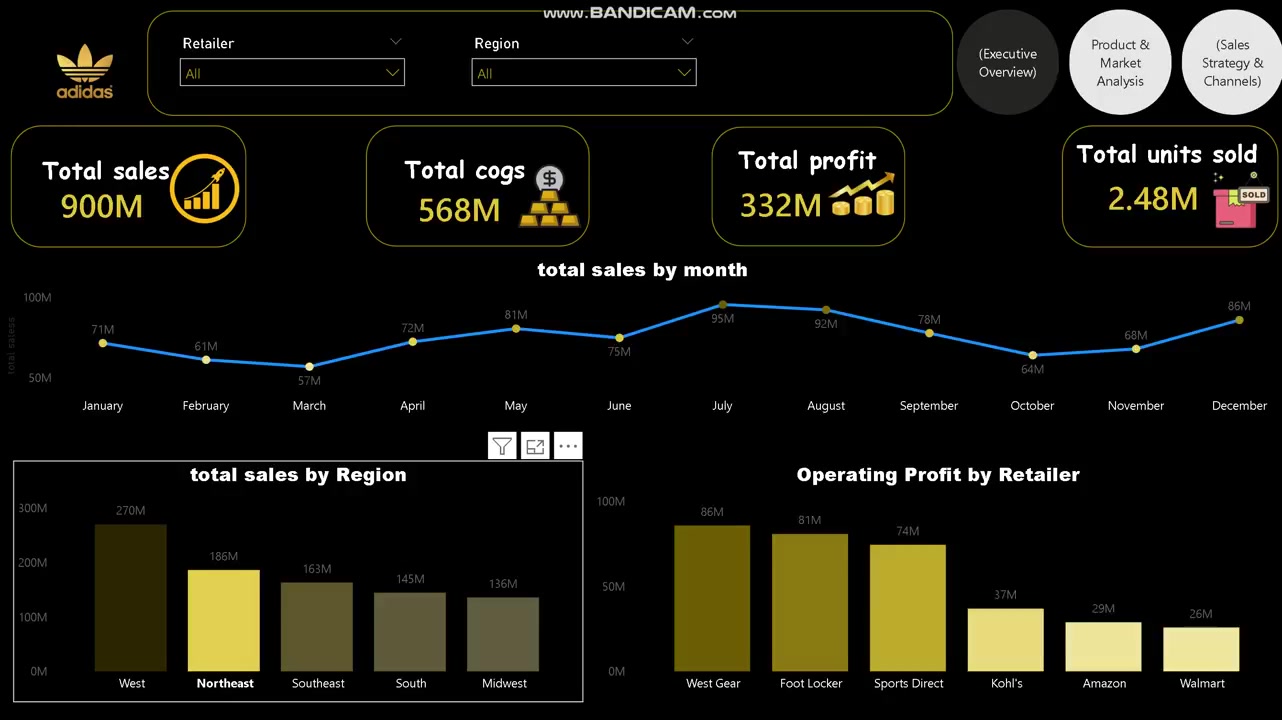 www.BANDICAM.com
adidas
Retailer
All
Region
All
(Executive
Overview)
Product &
Market
Analysis
(Sales
Strategy &
Channels)
Total sales
900M
Total cogs
568M
$
Total profit
332M
Total units sold
2.48M
SOLD
total sales by month
100M
50M
71M
61M
57M
72M
81M
75M
95M
92M
78M
64M
68M
86M
January
February
March
April
May
June
July
August
September
October
November
December
total sales by Region
300M
200M
100M
0M
270M
186M
163M
145M
136M
West
Northeast
Southeast
South
Midwest
Operating Profit by Retailer
100M
50M
0M
86M
81M
74M
37M
29M
26M
West Gear
Foot Locker
Sports Direct
Kohl's
Amazon
Walmart